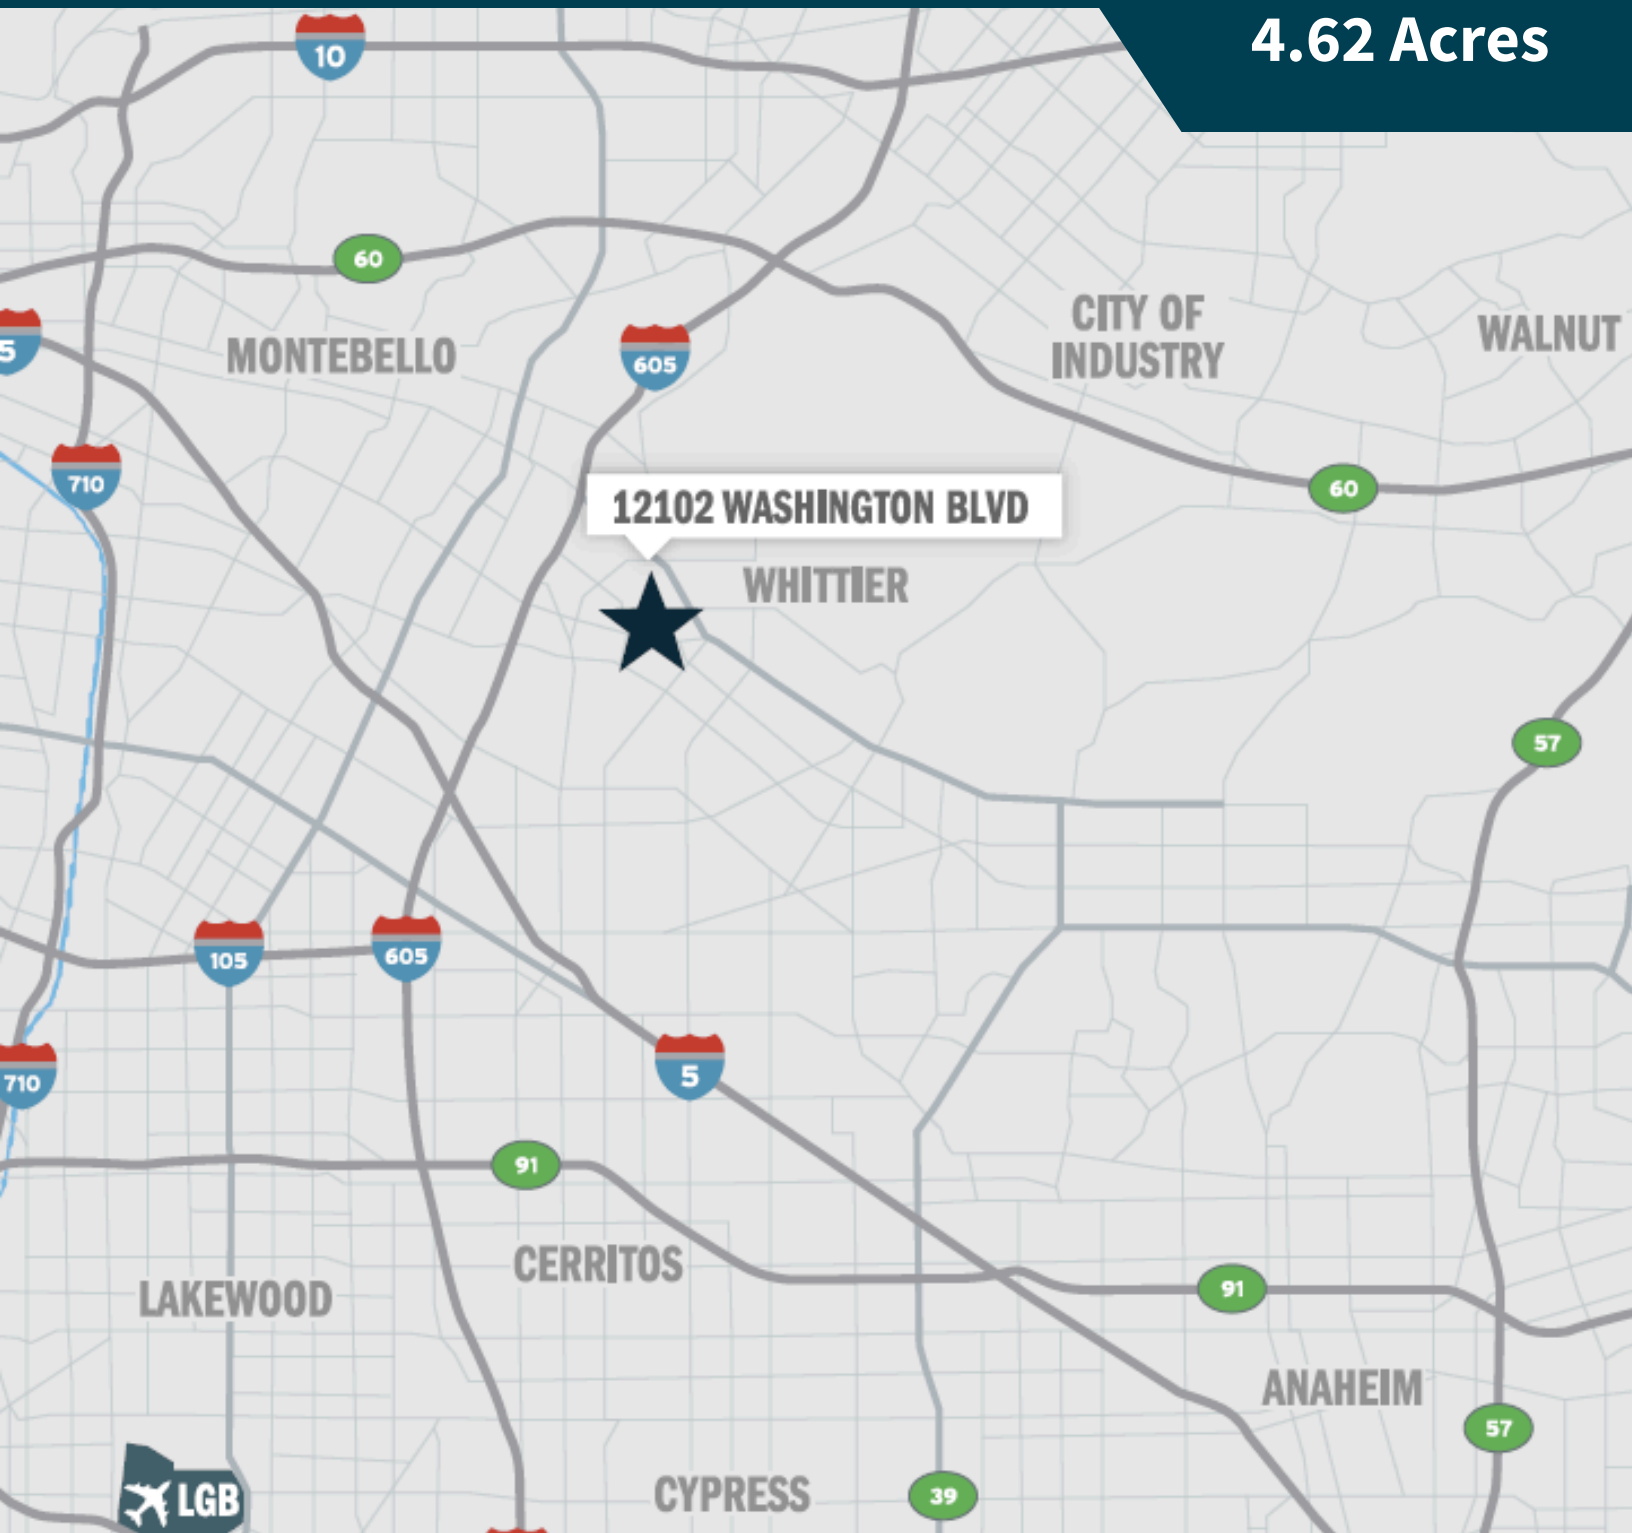 4.62 Acres
10
60
CITY OF
INDUSTRY
WALNUT
5
MONTEBELLO
605
710
60
12102 WASHINGTON BLVD
WHITTIER
57
105
605
5
710
91
CERRITOS
LAKEWOOD
91
ANAHEIM
57
LGB
CYPRESS
39